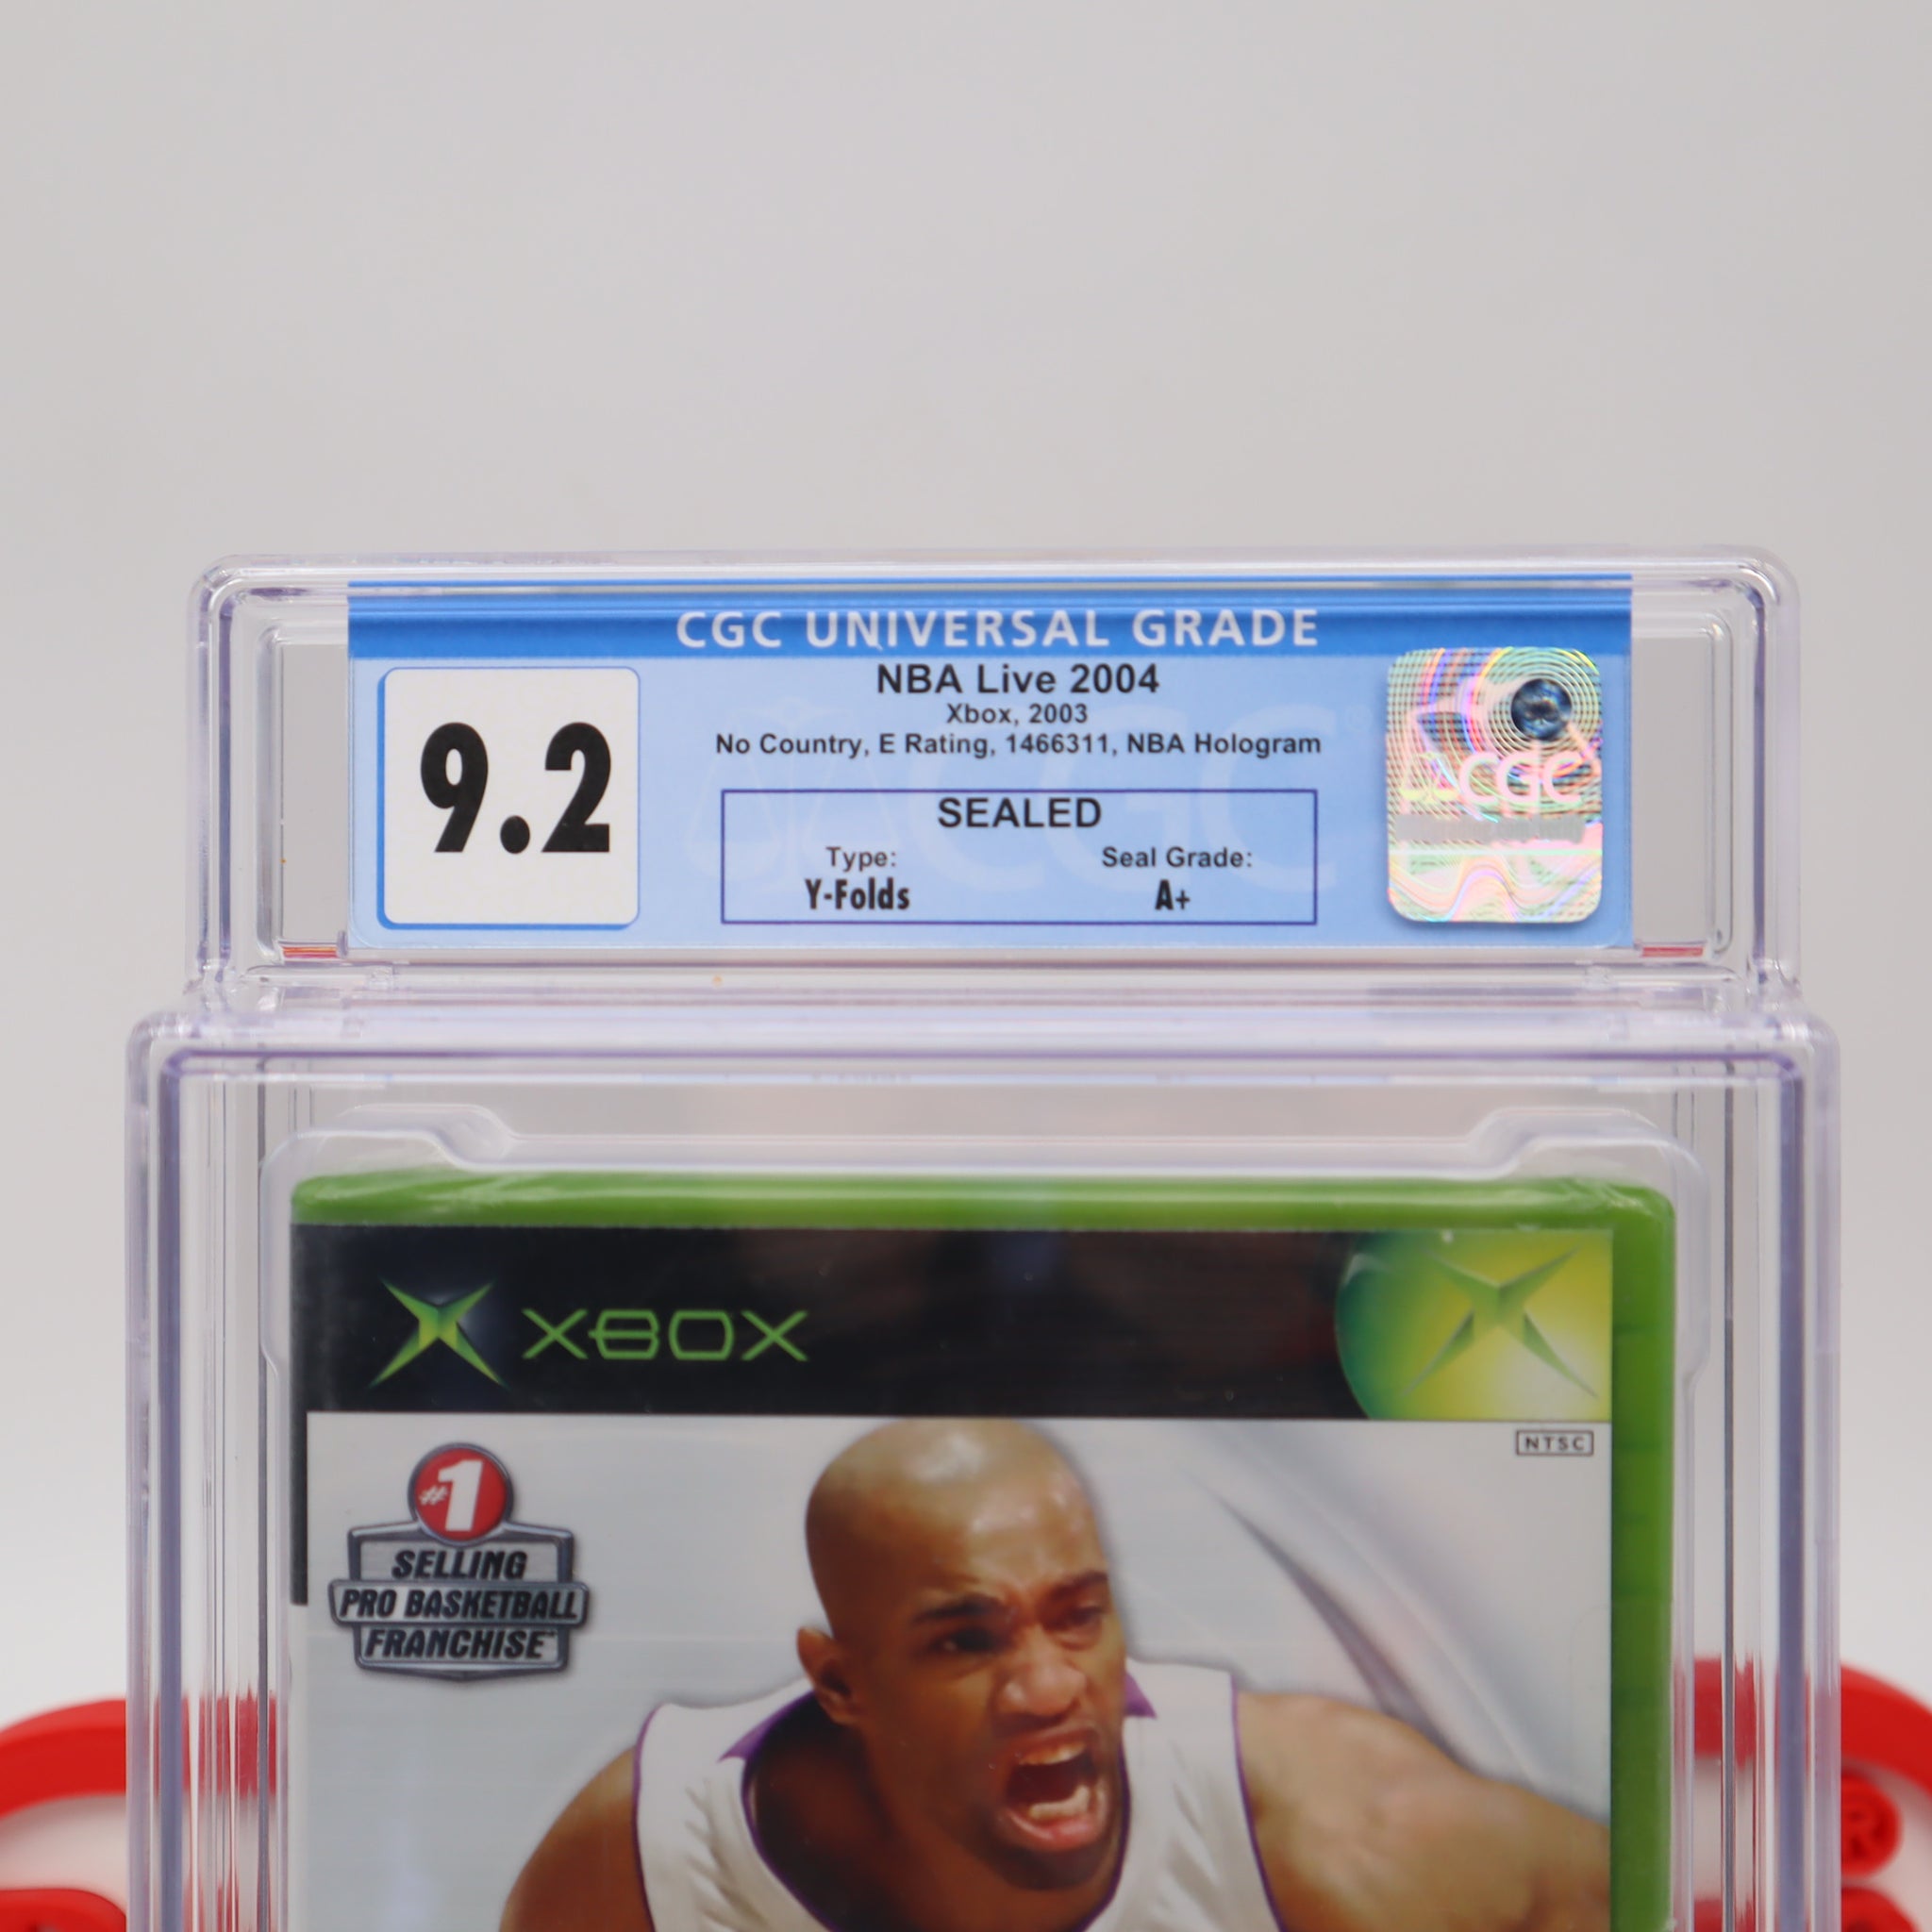 CGC UNIVERSAL GRADE
9.2
NBA Live 2004
Xbox, 2003
No Country, E Rating, 1466311, NBA Hologram
SEALED
Type: Seal Grade:
Y-Folds A+
CGC
XBOX
NTSC
#1
SELLING
PRO BASKETBALL
FRANCHISE